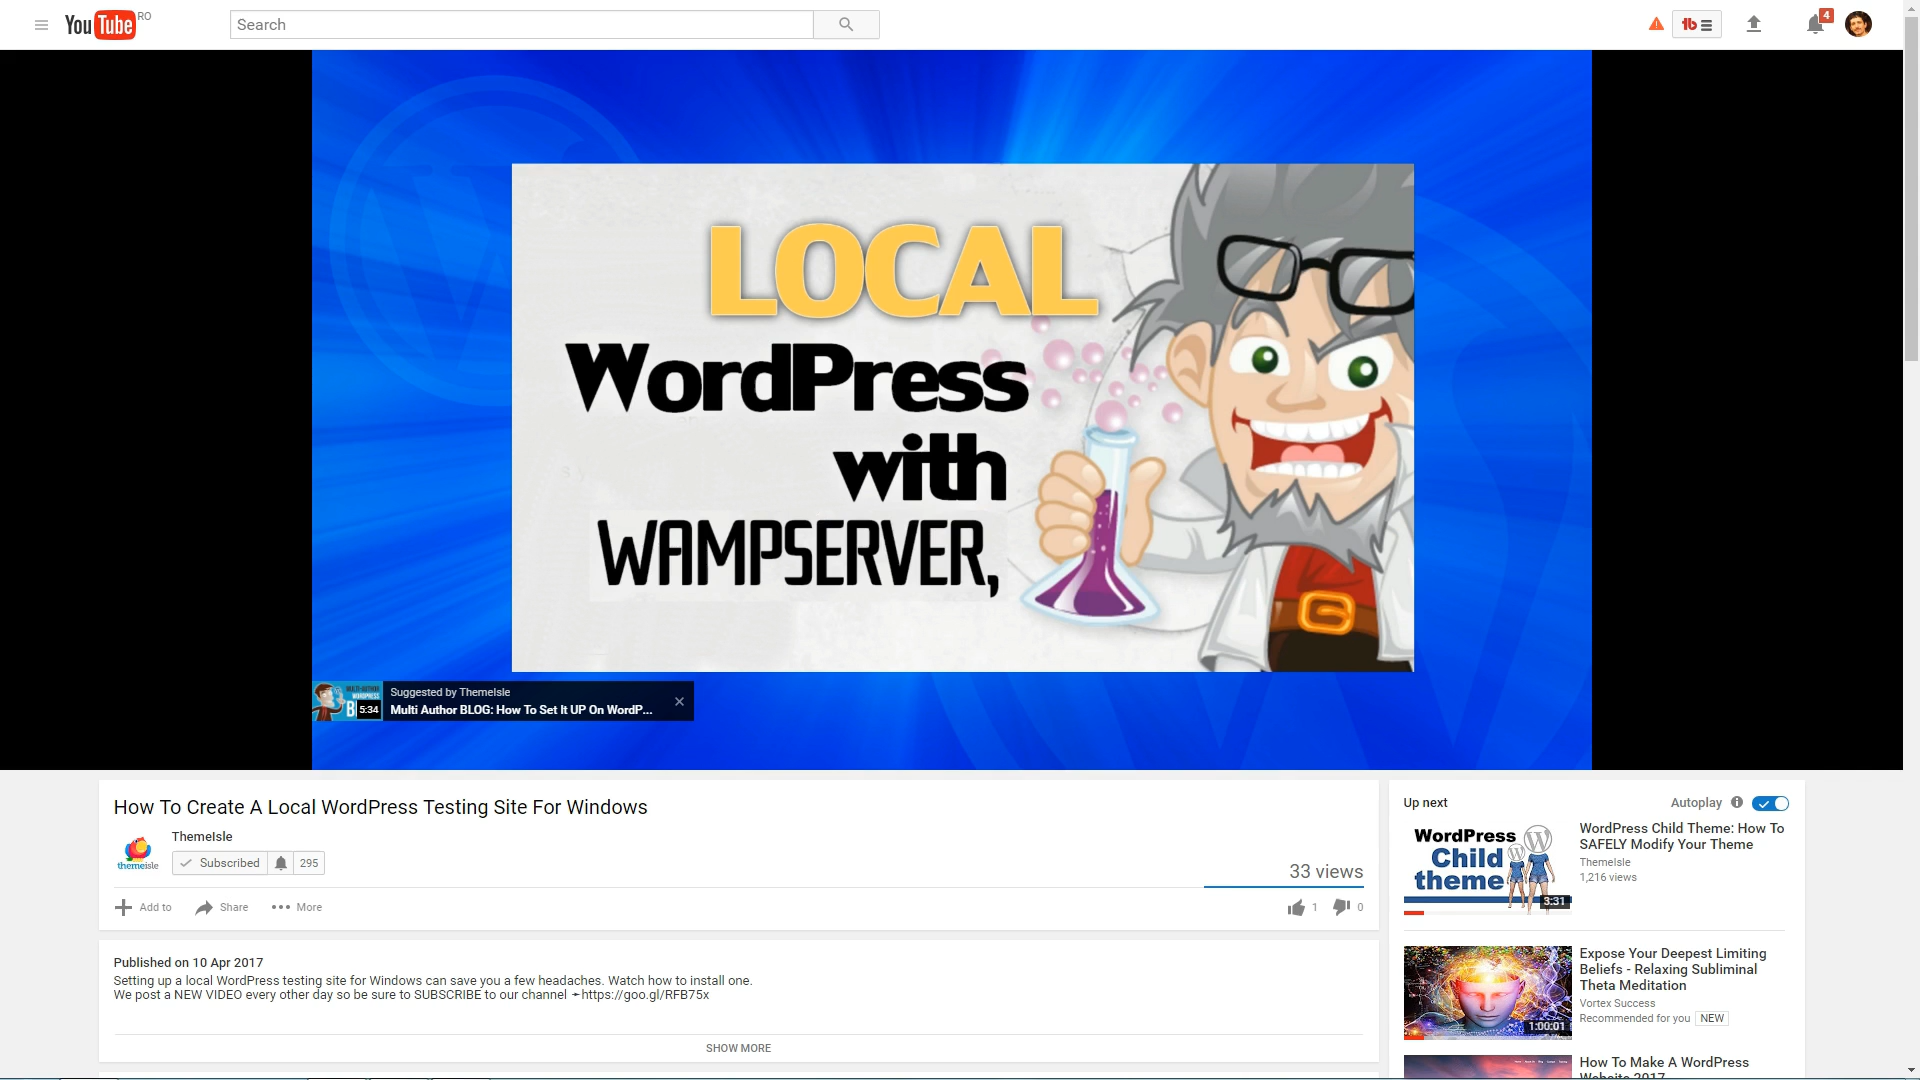 You Tube RO
Search
4
LOCAL
WordPress
with
WAMPSERVER,
5:34
Suggested by ThemeIsle
Multi Author BLOG: How To Set It UP On WordP...
How To Create A Local WordPress Testing Site For Windows
themeisle
ThemeIsle
Subscribed 295
33 views
Add to Share More
1 0
Published on 10 Apr 2017
Setting up a local WordPress testing site for Windows can save you a few headaches. Watch how to install one.
We post a NEW VIDEO every other day so be sure to SUBSCRIBE to our channel ➛https://goo.gl/RFB75x
SHOW MORE
Up next Autoplay
WordPress
Child
theme
3:31
WordPress Child Theme: How To
SAFELY Modify Your Theme
ThemeIsle
1,216 views
1:00:01
Expose Your Deepest Limiting
Beliefs - Relaxing Subliminal
Theta Meditation
Vortex Success
Recommended for you NEW
How To Make A WordPress
Website 2017